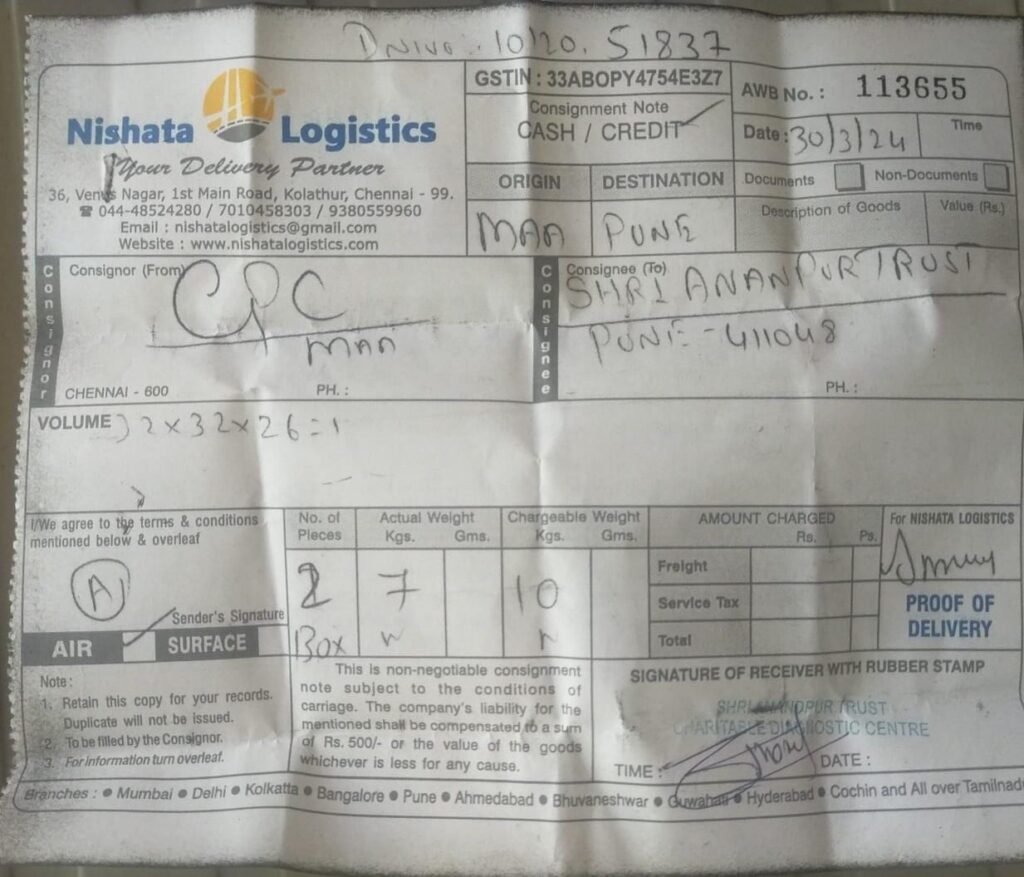 10/20. 51837
Nishata Logistics
Your Delivery Partner
36, Venus Nagar, 1st Main Road, Kolathur, Chennai - 99.
☎ 044-48524280 / 7010458303 / 9380559960
Email : nishatalogistics@gmail.com
Website : www.nishatalogistics.com
GSTIN : 33ABOPY4754E3Z7
Consignment Note
CASH / CREDIT
AWB No. : 113655
Date : 30/3/24 Time
ORIGIN DESTINATION
MAA PUNE
Documents Non-Documents
Description of Goods Value (Rs.)
Consignor
Consignor (From)
CPC
MAA
CHENNAI - 600 PH. :
Consignee
Consignee (To)
SHRI ANANPUR TRUST
PUNE - 411048
PH. :
VOLUME 32x32x26=1
I/We agree to the terms & conditions
mentioned below & overleaf
A
Sender's Signature
AIR SURFACE
No. of Pieces Actual Weight Kgs. Gms. Chargeable Weight Kgs. Gms.
2 7 10
Box
AMOUNT CHARGED
Rs. Ps.
Freight
Service Tax
Total
For NISHATA LOGISTICS
PROOF OF
DELIVERY
Note :
1. Retain this copy for your records.
Duplicate will not be issued.
2. To be filled by the Consignor.
3. For information turn overleaf.
This is non-negotiable consignment
note subject to the conditions of
carriage. The company's liability for the
mentioned shall be compensated to a sum
of Rs. 500/- or the value of the goods
whichever is less for any cause.
SIGNATURE OF RECEIVER WITH RUBBER STAMP
SHRI ANANDPUR TRUST
CHARITABLE DIAGNOSTIC CENTRE
TIME : DATE :
Branches : ● Mumbai ● Delhi ● Kolkatta ● Bangalore ● Pune ● Ahmedabad ● Bhuvaneshwar ● Guwahati ● Hyderabad ● Cochin and All over Tamilnadu